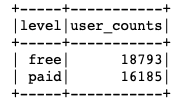 +-----+-----------+
|level|user_counts|
+-----+-----------+
| free|      18793|
| paid|      16185|
+-----+-----------+